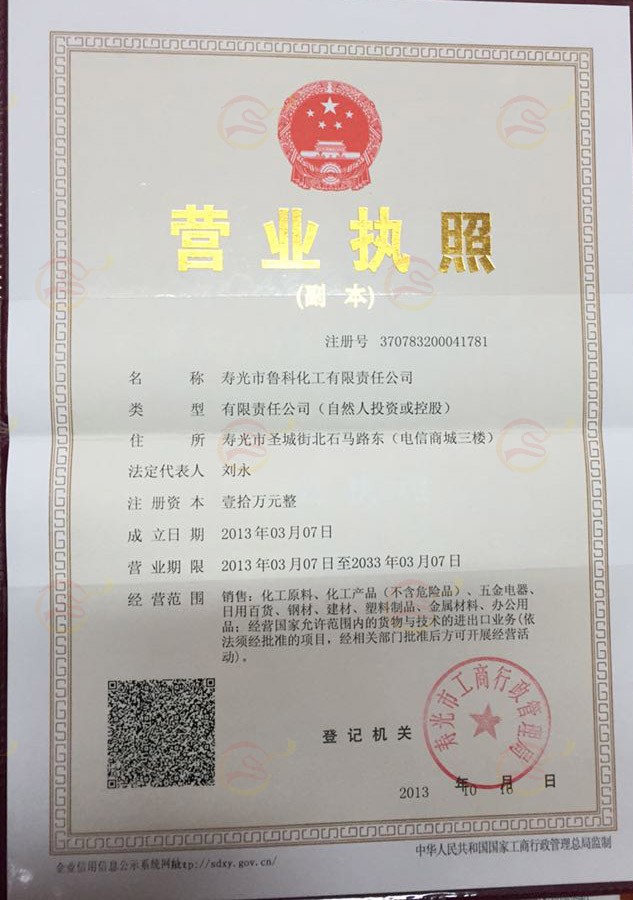 营业执照
(副 本)
注册号 370783200041781
名 称 寿光市鲁科化工有限责任公司
类 型 有限责任公司（自然人投资或控股）
住 所 寿光市圣城街北石马路东（电信商城三楼）
法定代表人 刘永
注册资本 壹拾万元整
成立日期 2013年03月07日
营业期限 2013年03月07日至2033年03月07日
经营范围 销售：化工原料、化工产品（不含危险品）、五金电器、
日用百货、钢材、建材、塑料制品、金属材料、办公用
品；经营国家允许范围内的货物与技术的进出口业务(依
法须经批准的项目，经相关部门批准后方可开展经营活
动)。
寿光市工商行政管理局
登记机关
2013 年 10 月 16 日
企业信用信息公示系统网址http://sdxy.gov.cn/
中华人民共和国国家工商行政管理总局监制